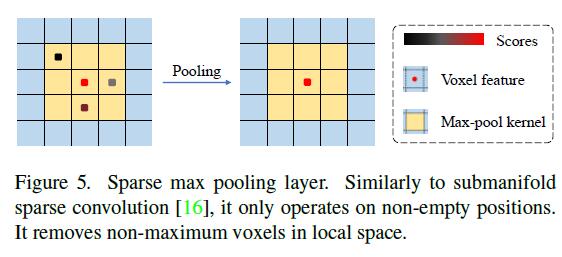 Pooling
Scores
Voxel feature
Max-pool kernel
Figure 5. Sparse max pooling layer. Similarly to submanifold
sparse convolution [16], it only operates on non-empty positions.
It removes non-maximum voxels in local space.